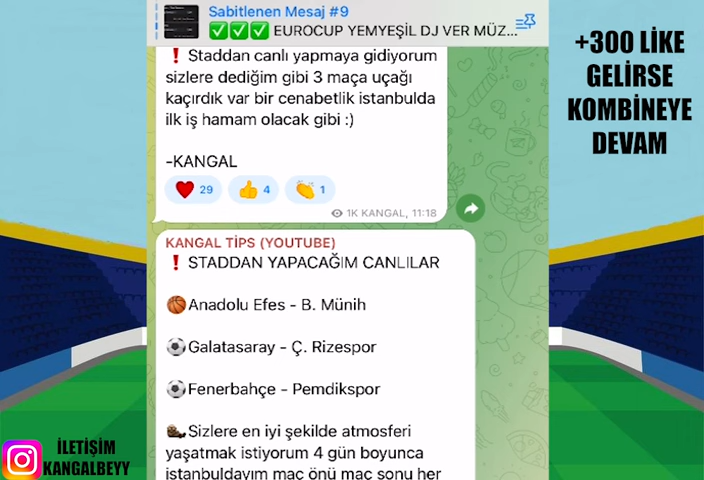 Sabitlenen Mesaj #9
✅✅✅ EUROCUP YEMYEŞİL DJ VER MÜZ...
❗ Staddan canlı yapmaya gidiyorum
sizlere dediğim gibi 3 maça uçağı
kaçırdık var bir cenabetlik istanbulda
ilk iş hamam olacak gibi :)
-KANGAL
❤️ 29 👍 4 👏 1
1K KANGAL, 11:18
KANGAL TİPS (YOUTUBE)
❗ STADDAN YAPACAĞIM CANLILAR
🏀Anadolu Efes - B. Münih
⚽Galatasaray - Ç. Rizespor
⚽Fenerbahçe - Pemdikspor
Sizlere en iyi şekilde atmosferi
yaşatmak istiyorum 4 gün boyunca
istanbuldayım maç önü maç sonu her
+300 LİKE
GELİRSE
KOMBİNEYE
DEVAM
İLETİŞİM
KANGALBEYY